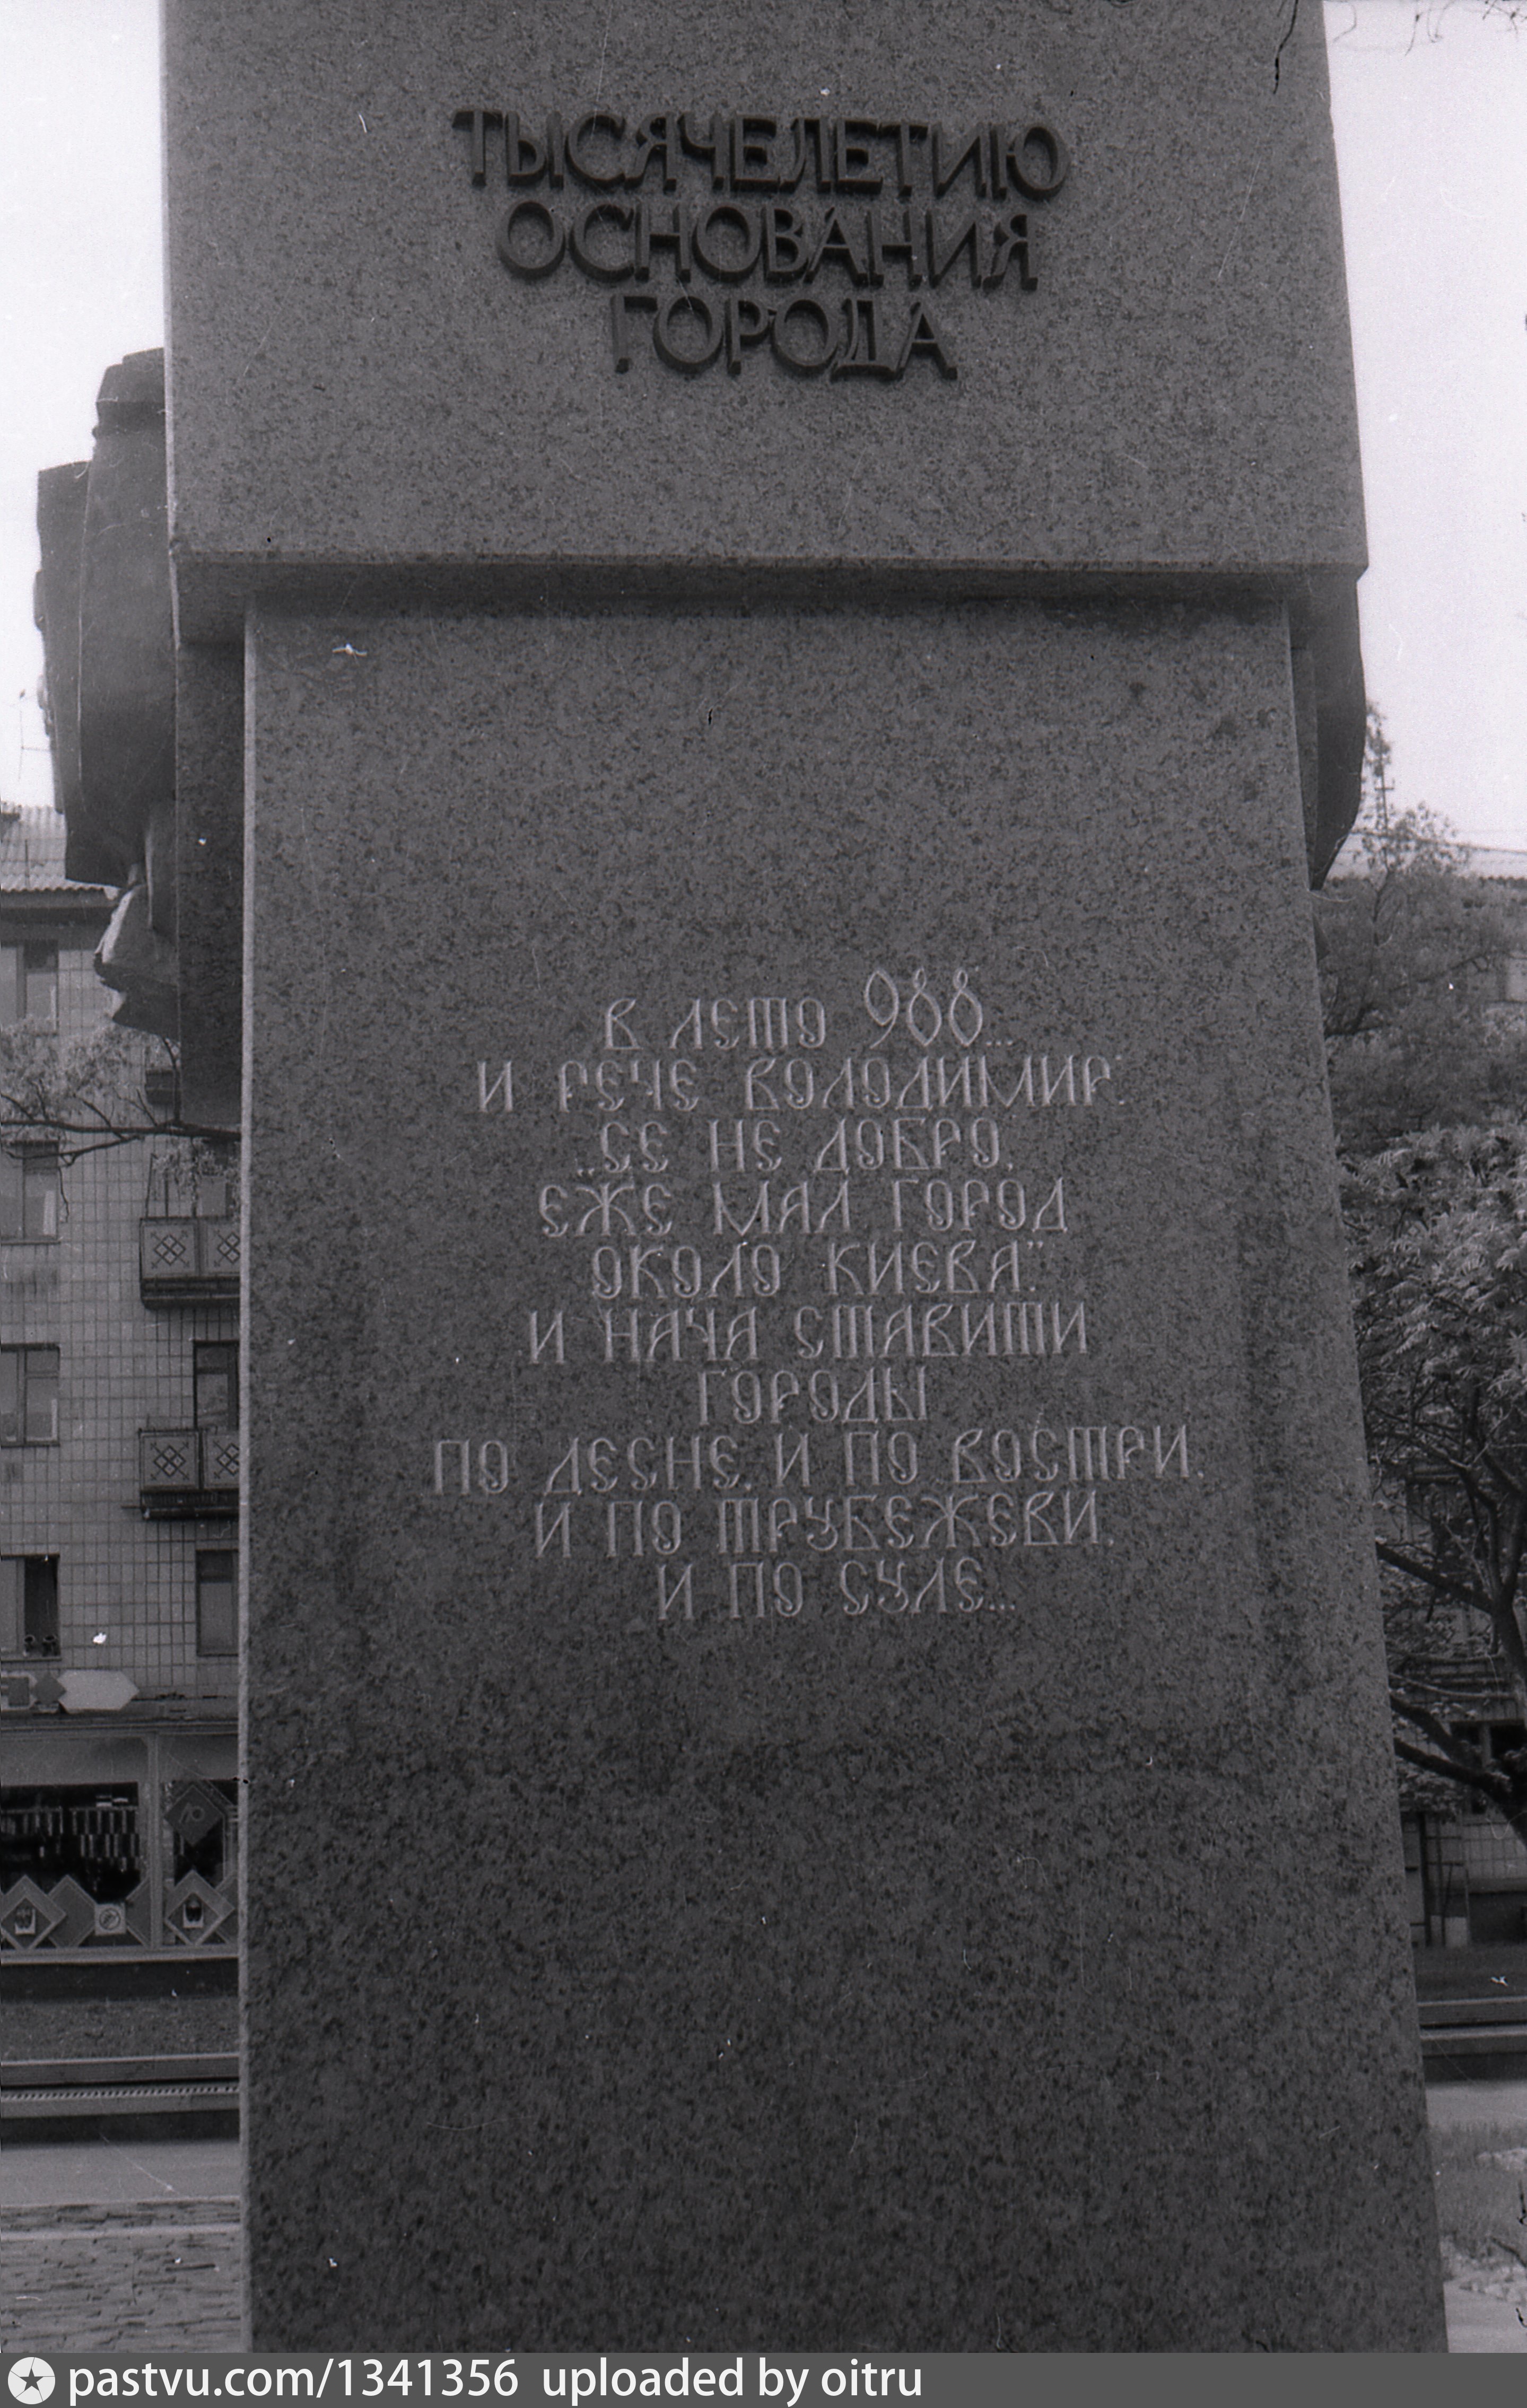 ТЫСЯЧЕЛЕТИЮ
ОСНОВАНИЯ
ГОРОДА
В ЛЕТО 988...
И РЕЧЕ ВОЛОДИМИР:
„СЕ НЕ ДОБРО,
ЕЖЕ МАЛ ГОРОД
ОКОЛО КИЕВА".
И НАЧА СТАВИТИ
ГОРОДЫ
ПО ДЕСНЕ, И ПО ВОСТРИ,
И ПО ТРУБЕЖЕВИ,
И ПО СУЛЕ...
pastvu.com/1341356 uploaded by oitru